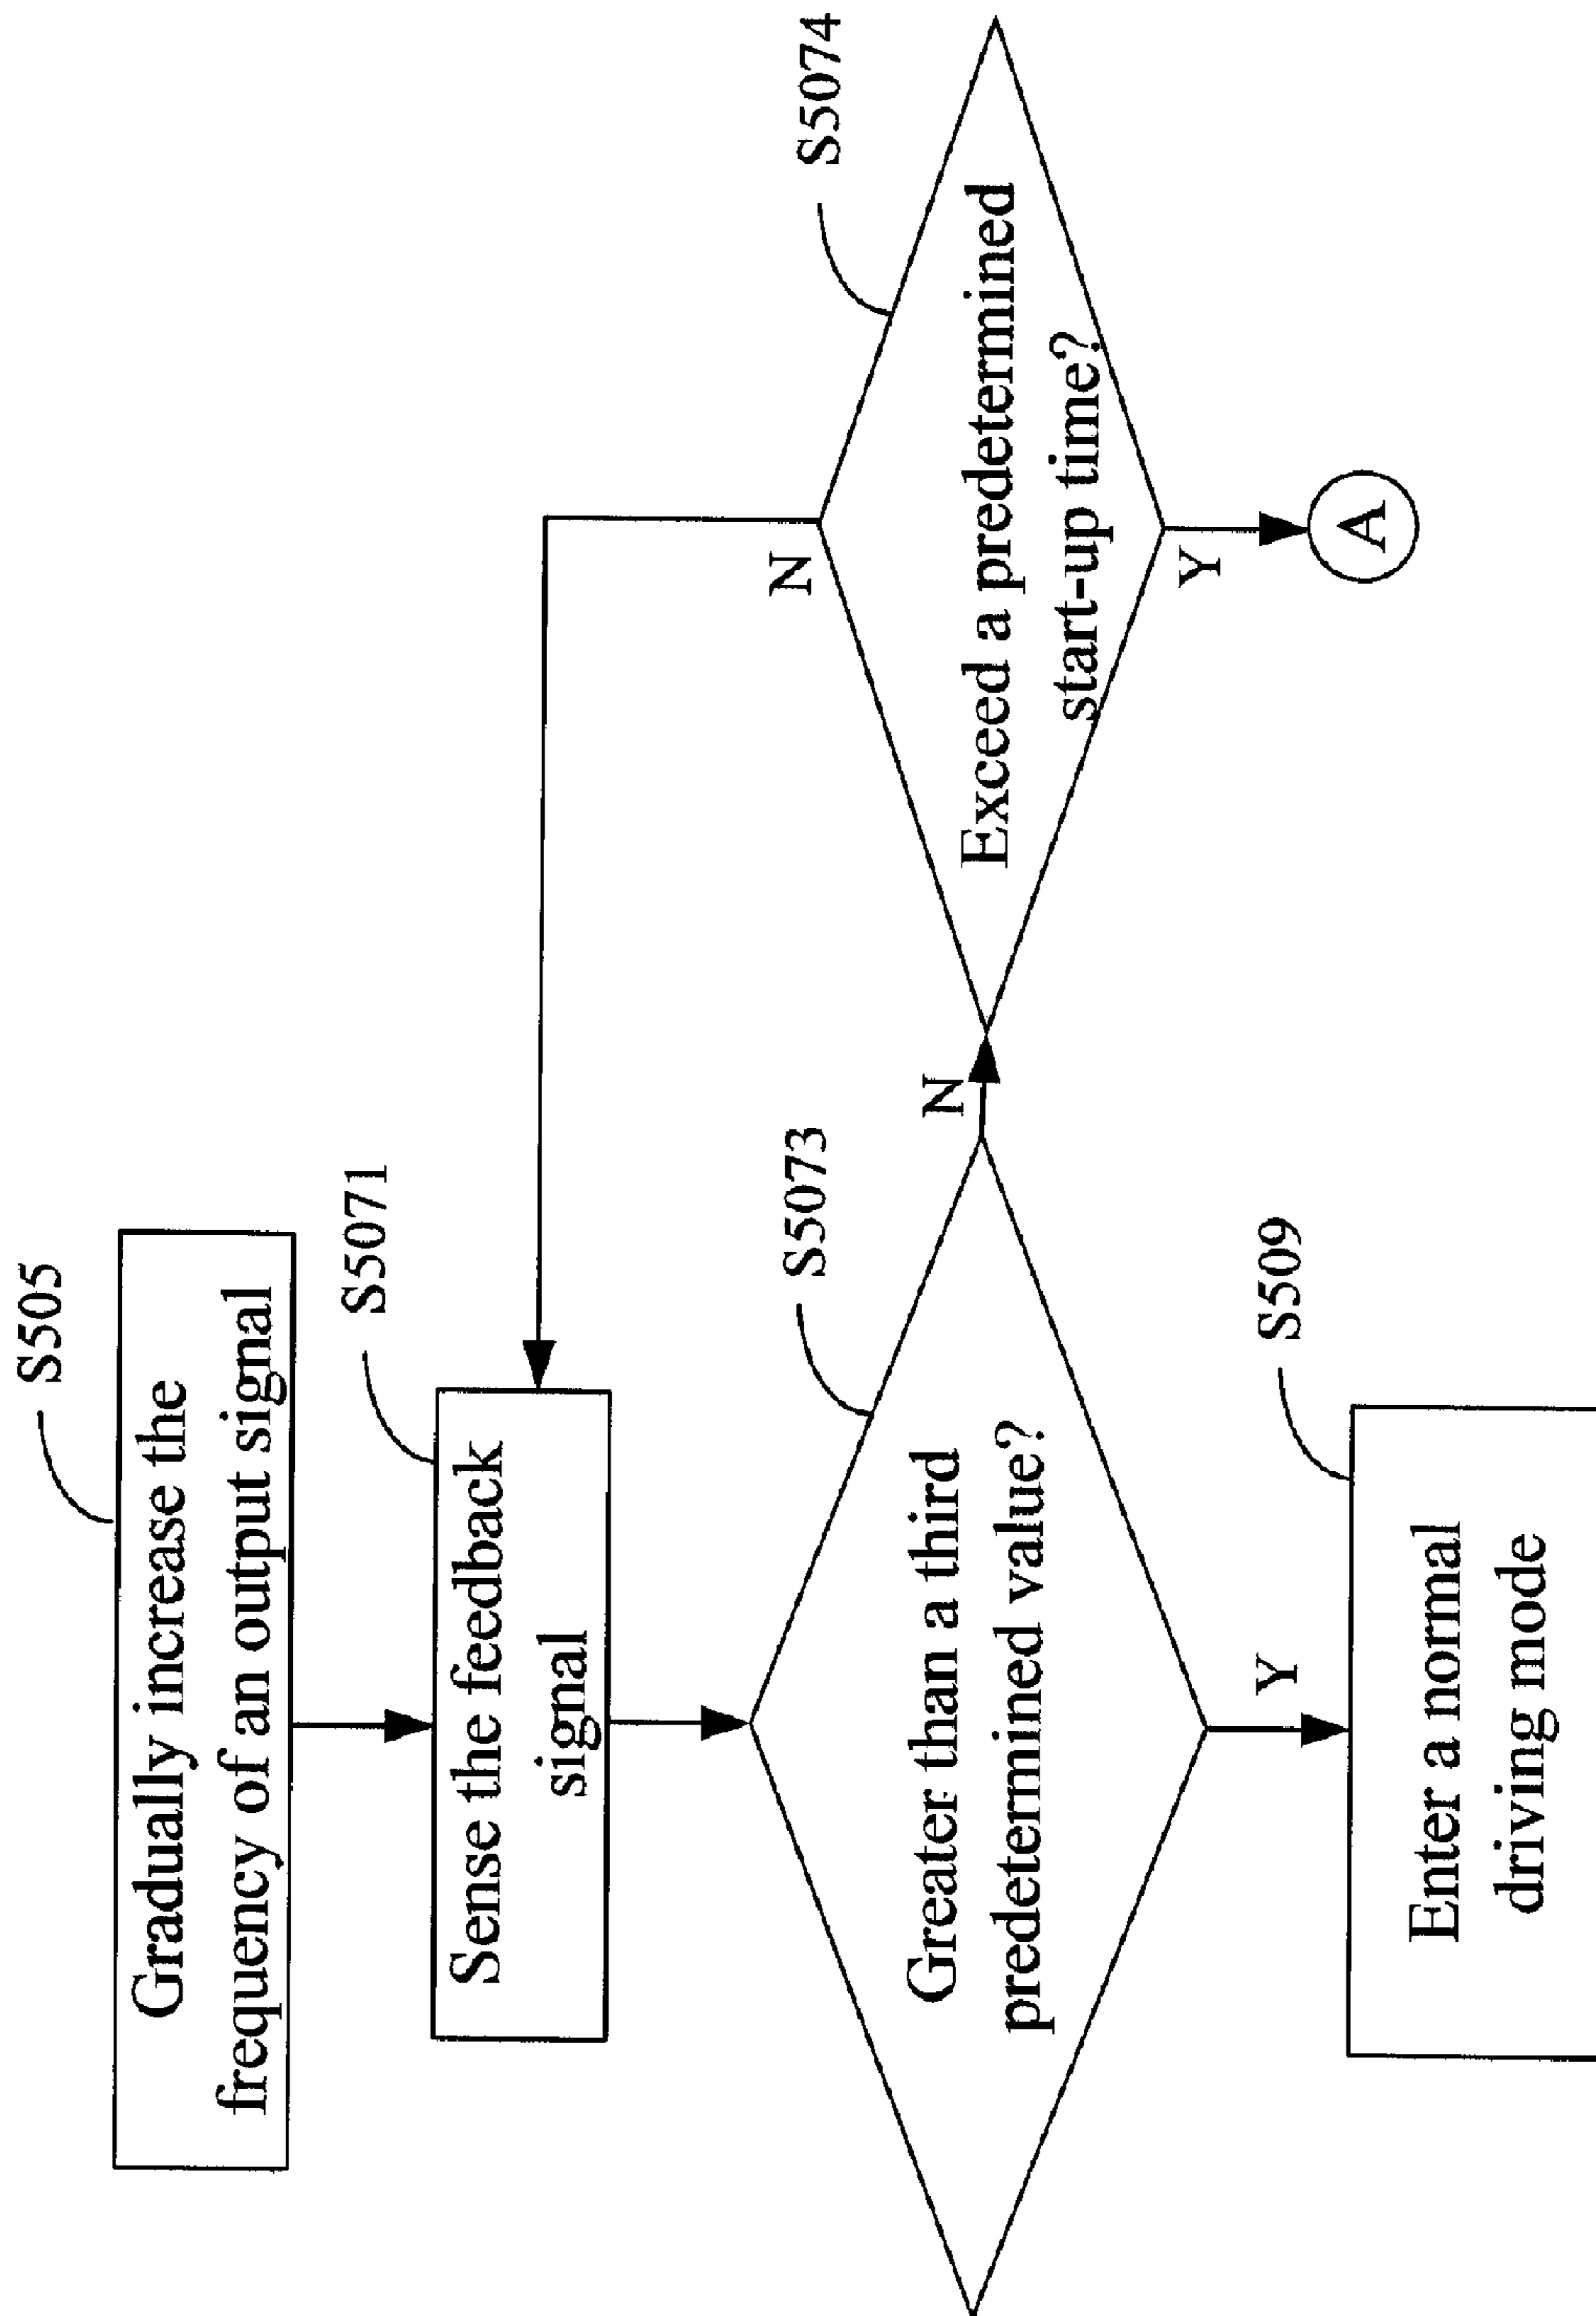 S505
Gradually increase the
frequency of an output signal
S5071
Sense the feedback
signal
S5073
Greater than a third
predetermined value?
N
S5074
Exceed a predetermined
start-up time?
N
Y
A
Y
S509
Enter a normal
driving mode